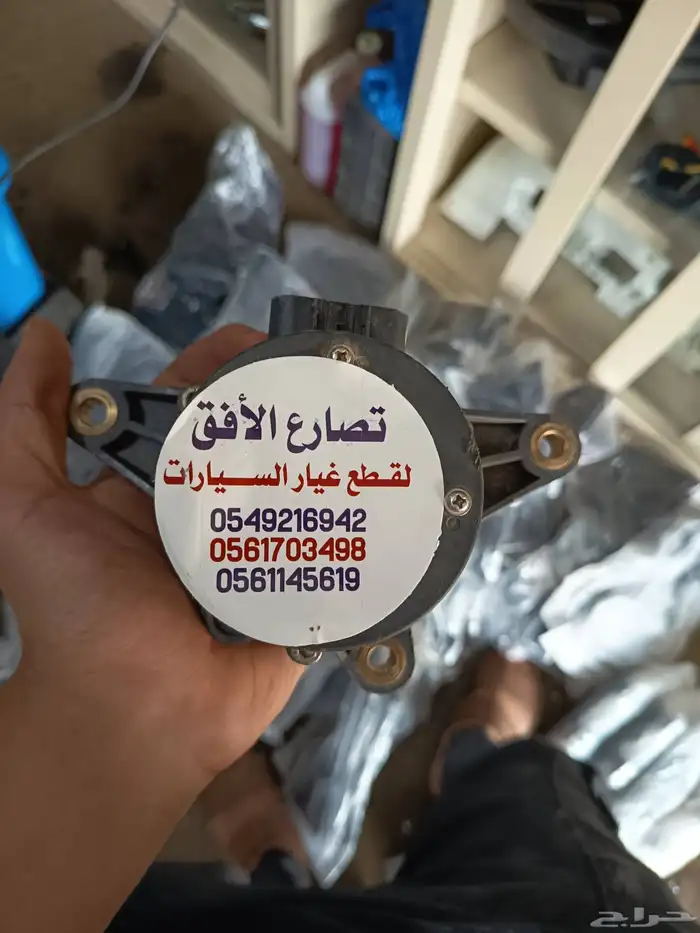 تصارع الأفق
لقطع غيار السيارات
0549216942
0561703498
0561145619
حراج